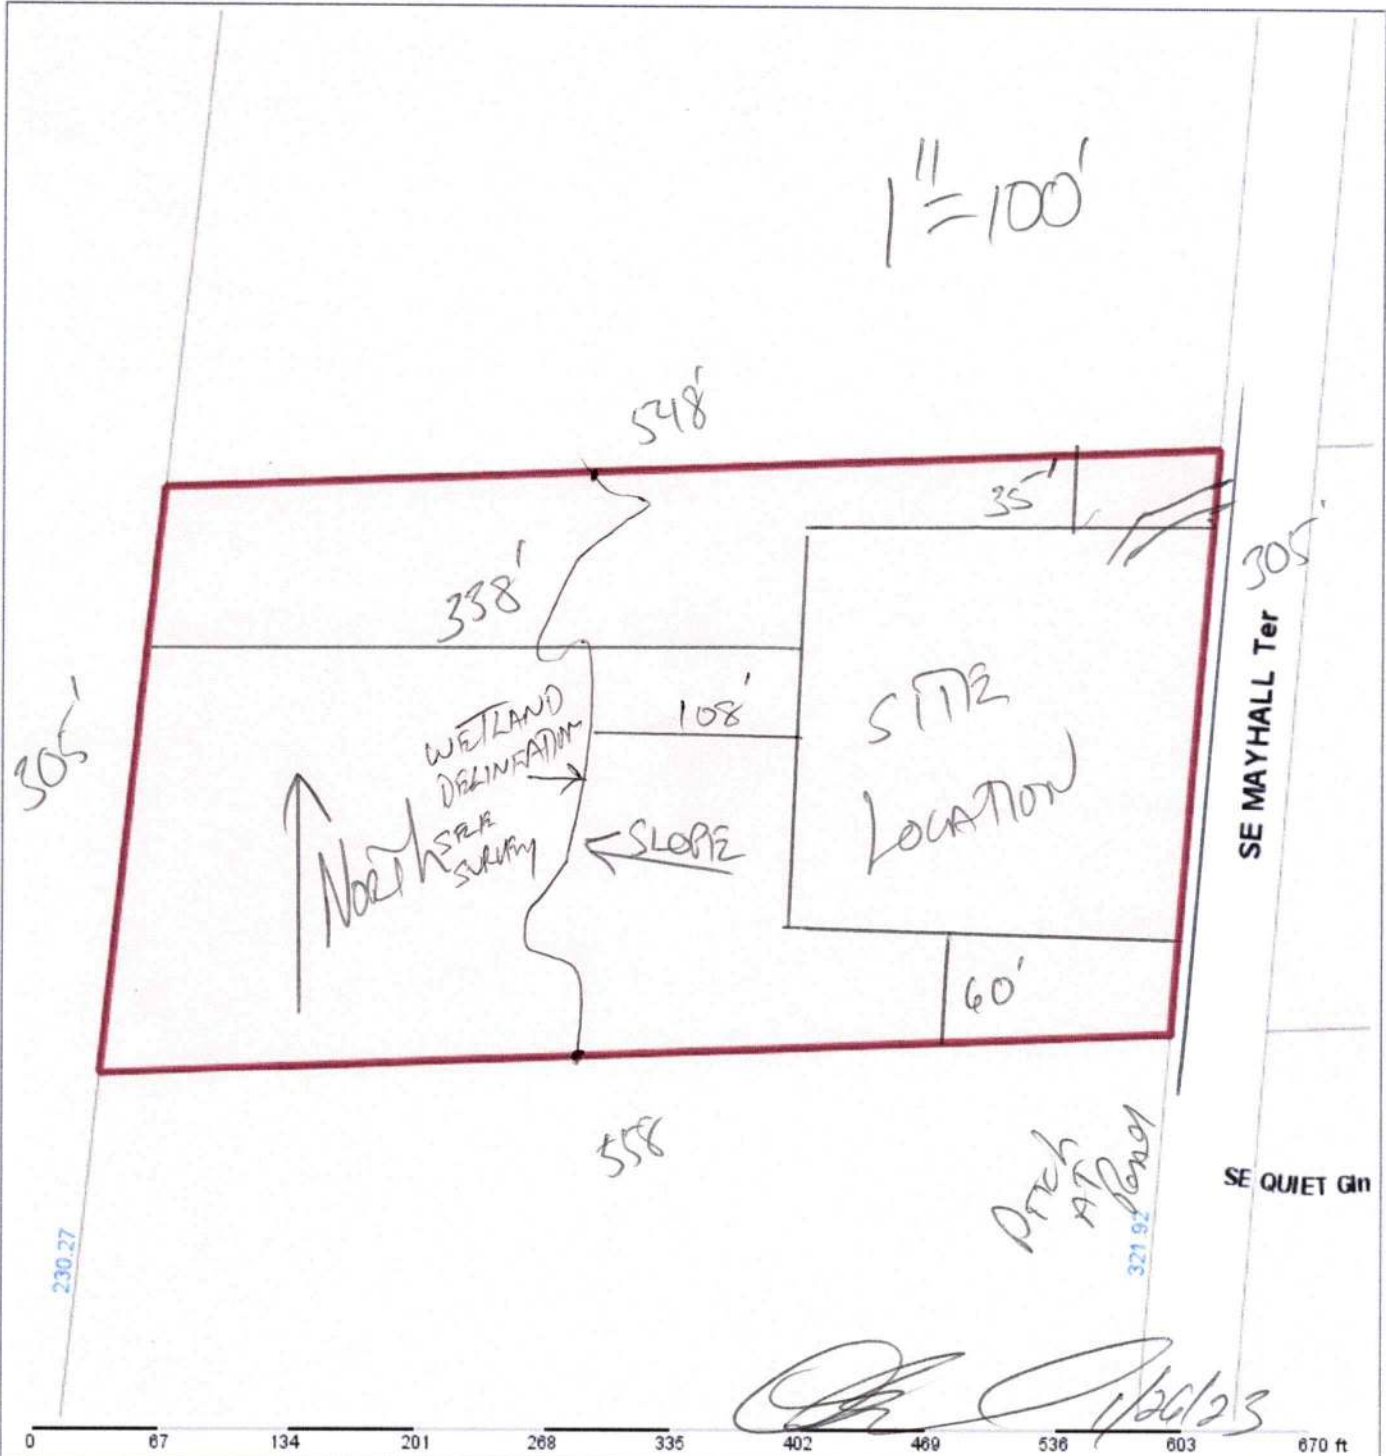 1"=100'
548'
35'
305'
338'
SE MAYHALL Ter
305'
108'
SITE
LOCATION
WETLAND
DELINEATION
SEE
SURVEY
North
SLOPE
60'
558
DITCH
AT
SE QUIET Gln
230.27
321.92
1/26/23
0 67 134 201 268 335 402 469 536 603 670 ft